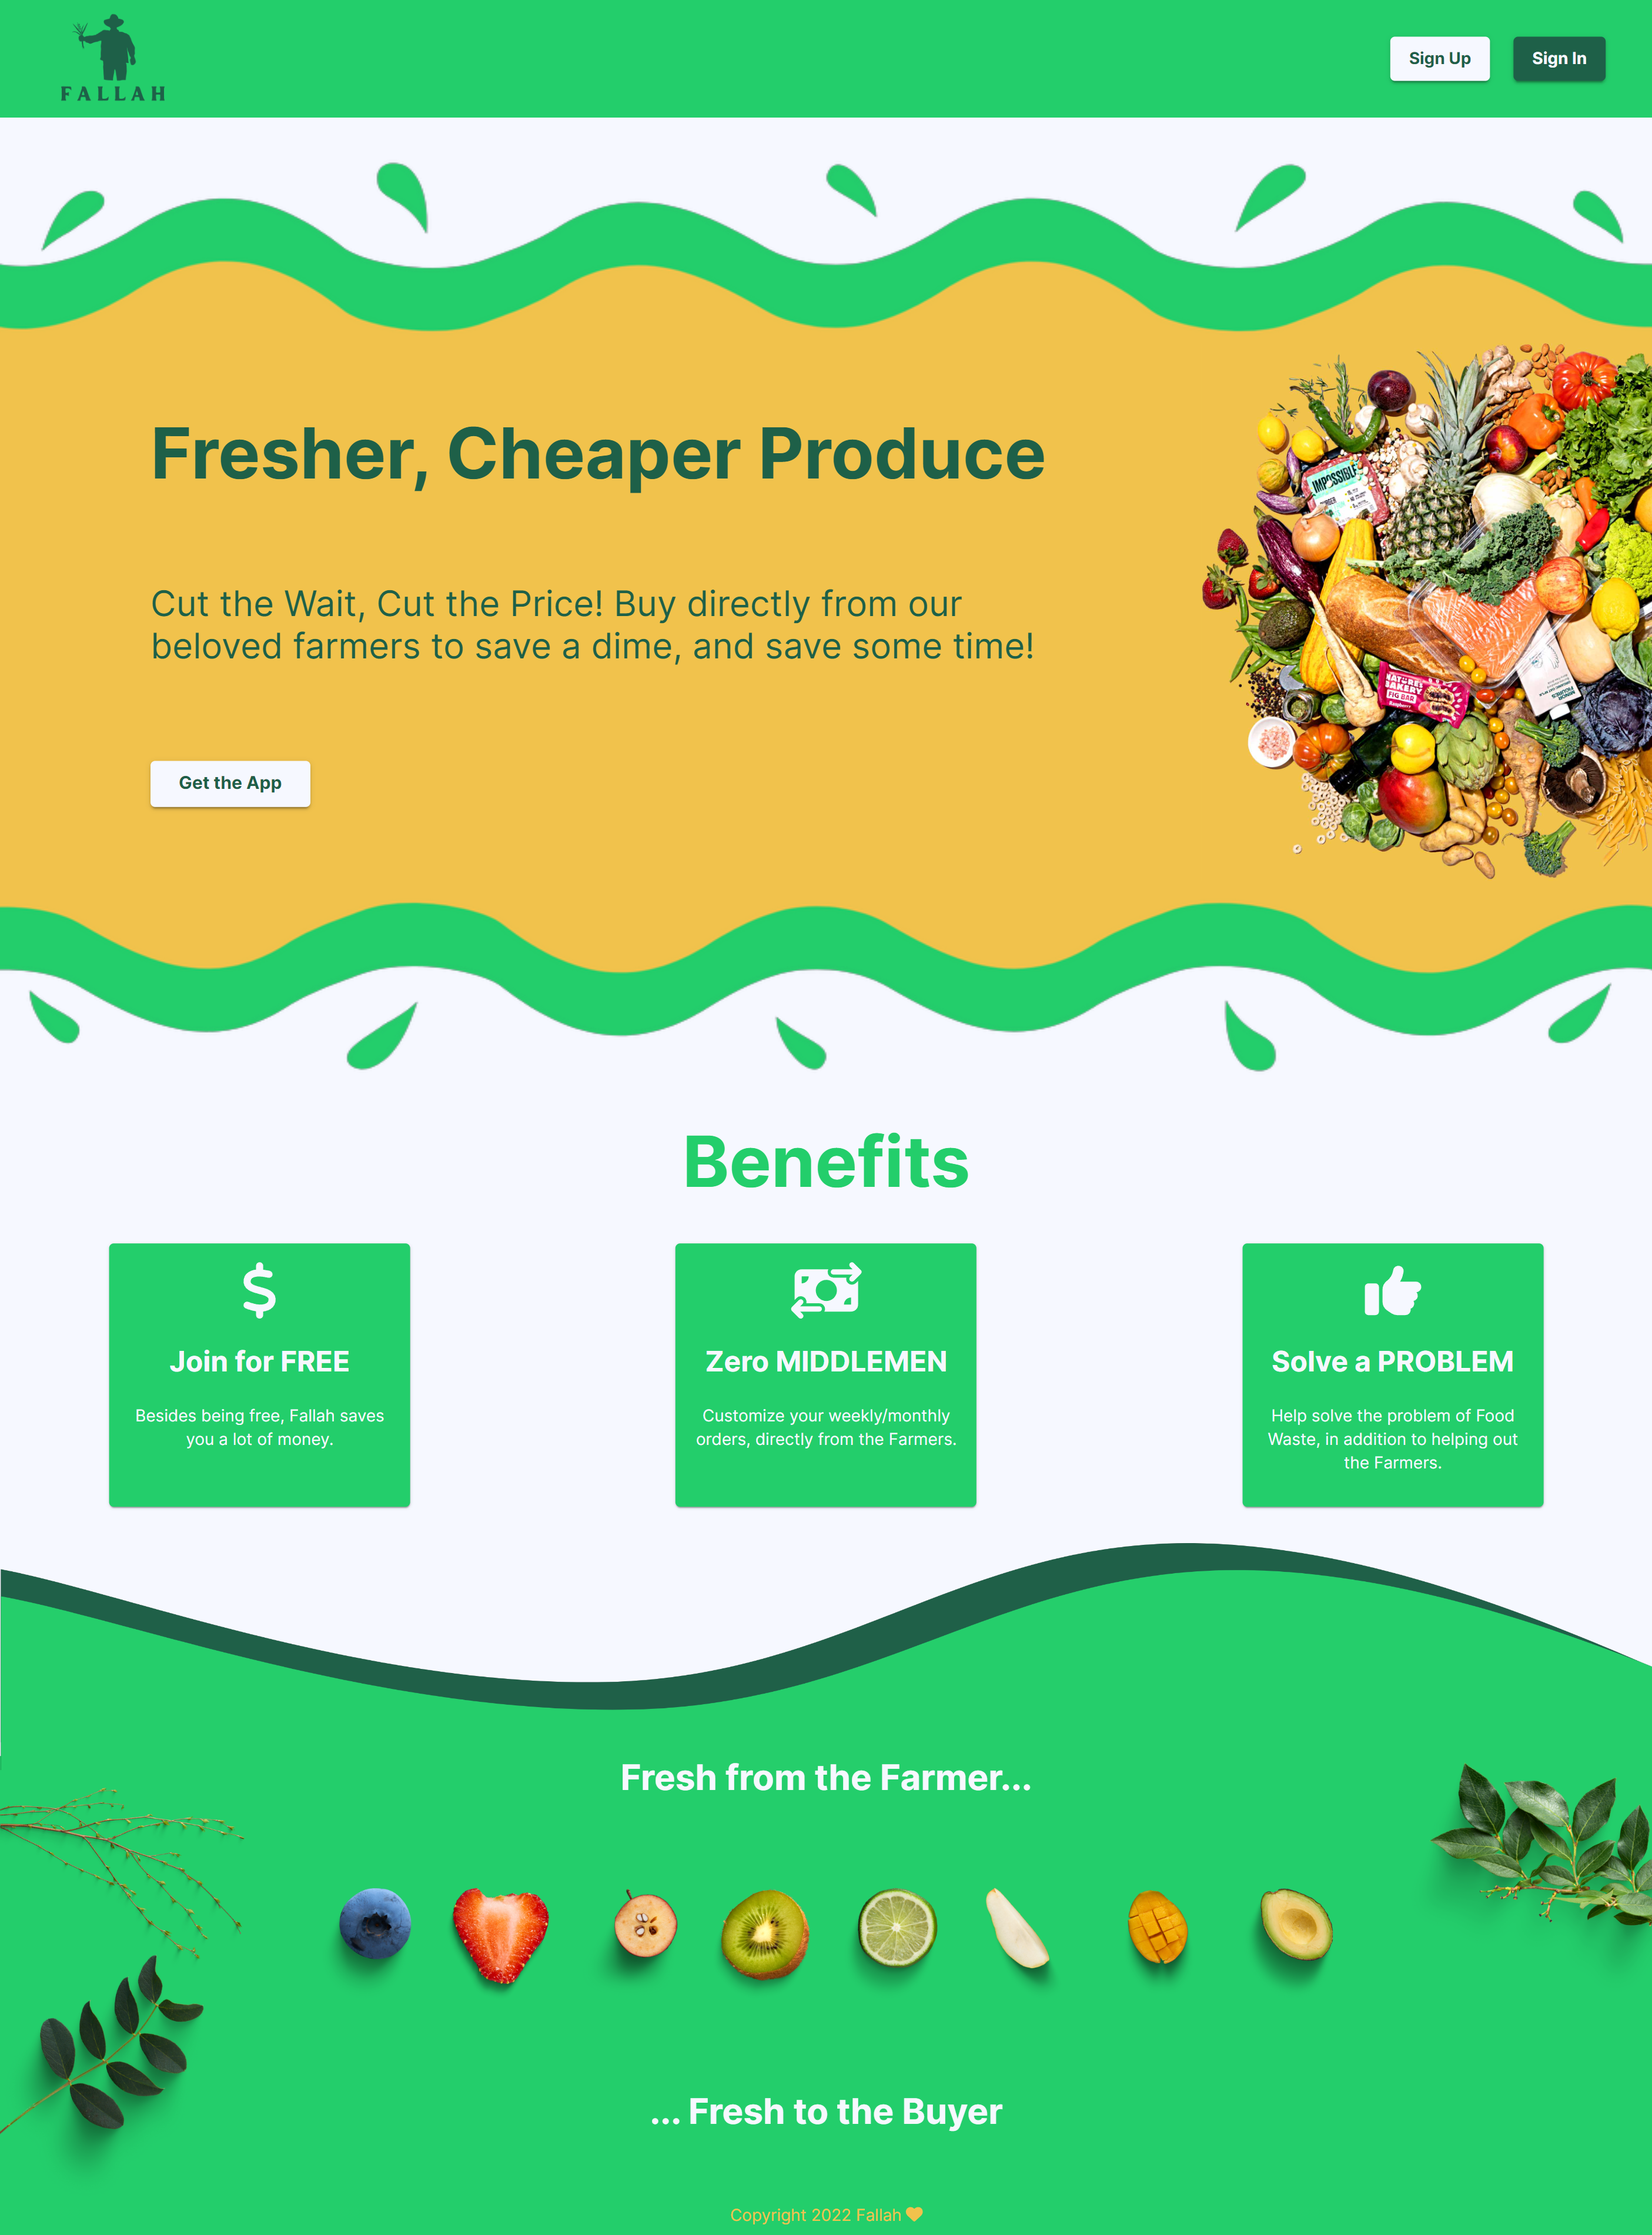 FALLAH
Sign Up
Sign In
Fresher, Cheaper Produce
IMPOSSIBLE
BURGER
Cut the Wait, Cut the Price! Buy directly from our
beloved farmers to save a dime, and save some time!
NATURE'S
BAKERY
FIG BAR
Raspberry
MINOR
FIGURES
Get the App
Benefits
Join for FREE
Besides being free, Fallah saves
you a lot of money.
Zero MIDDLEMEN
Customize your weekly/monthly
orders, directly from the Farmers.
Solve a PROBLEM
Help solve the problem of Food
Waste, in addition to helping out
the Farmers.
Fresh from the Farmer...
... Fresh to the Buyer
Copyright 2022 Fallah